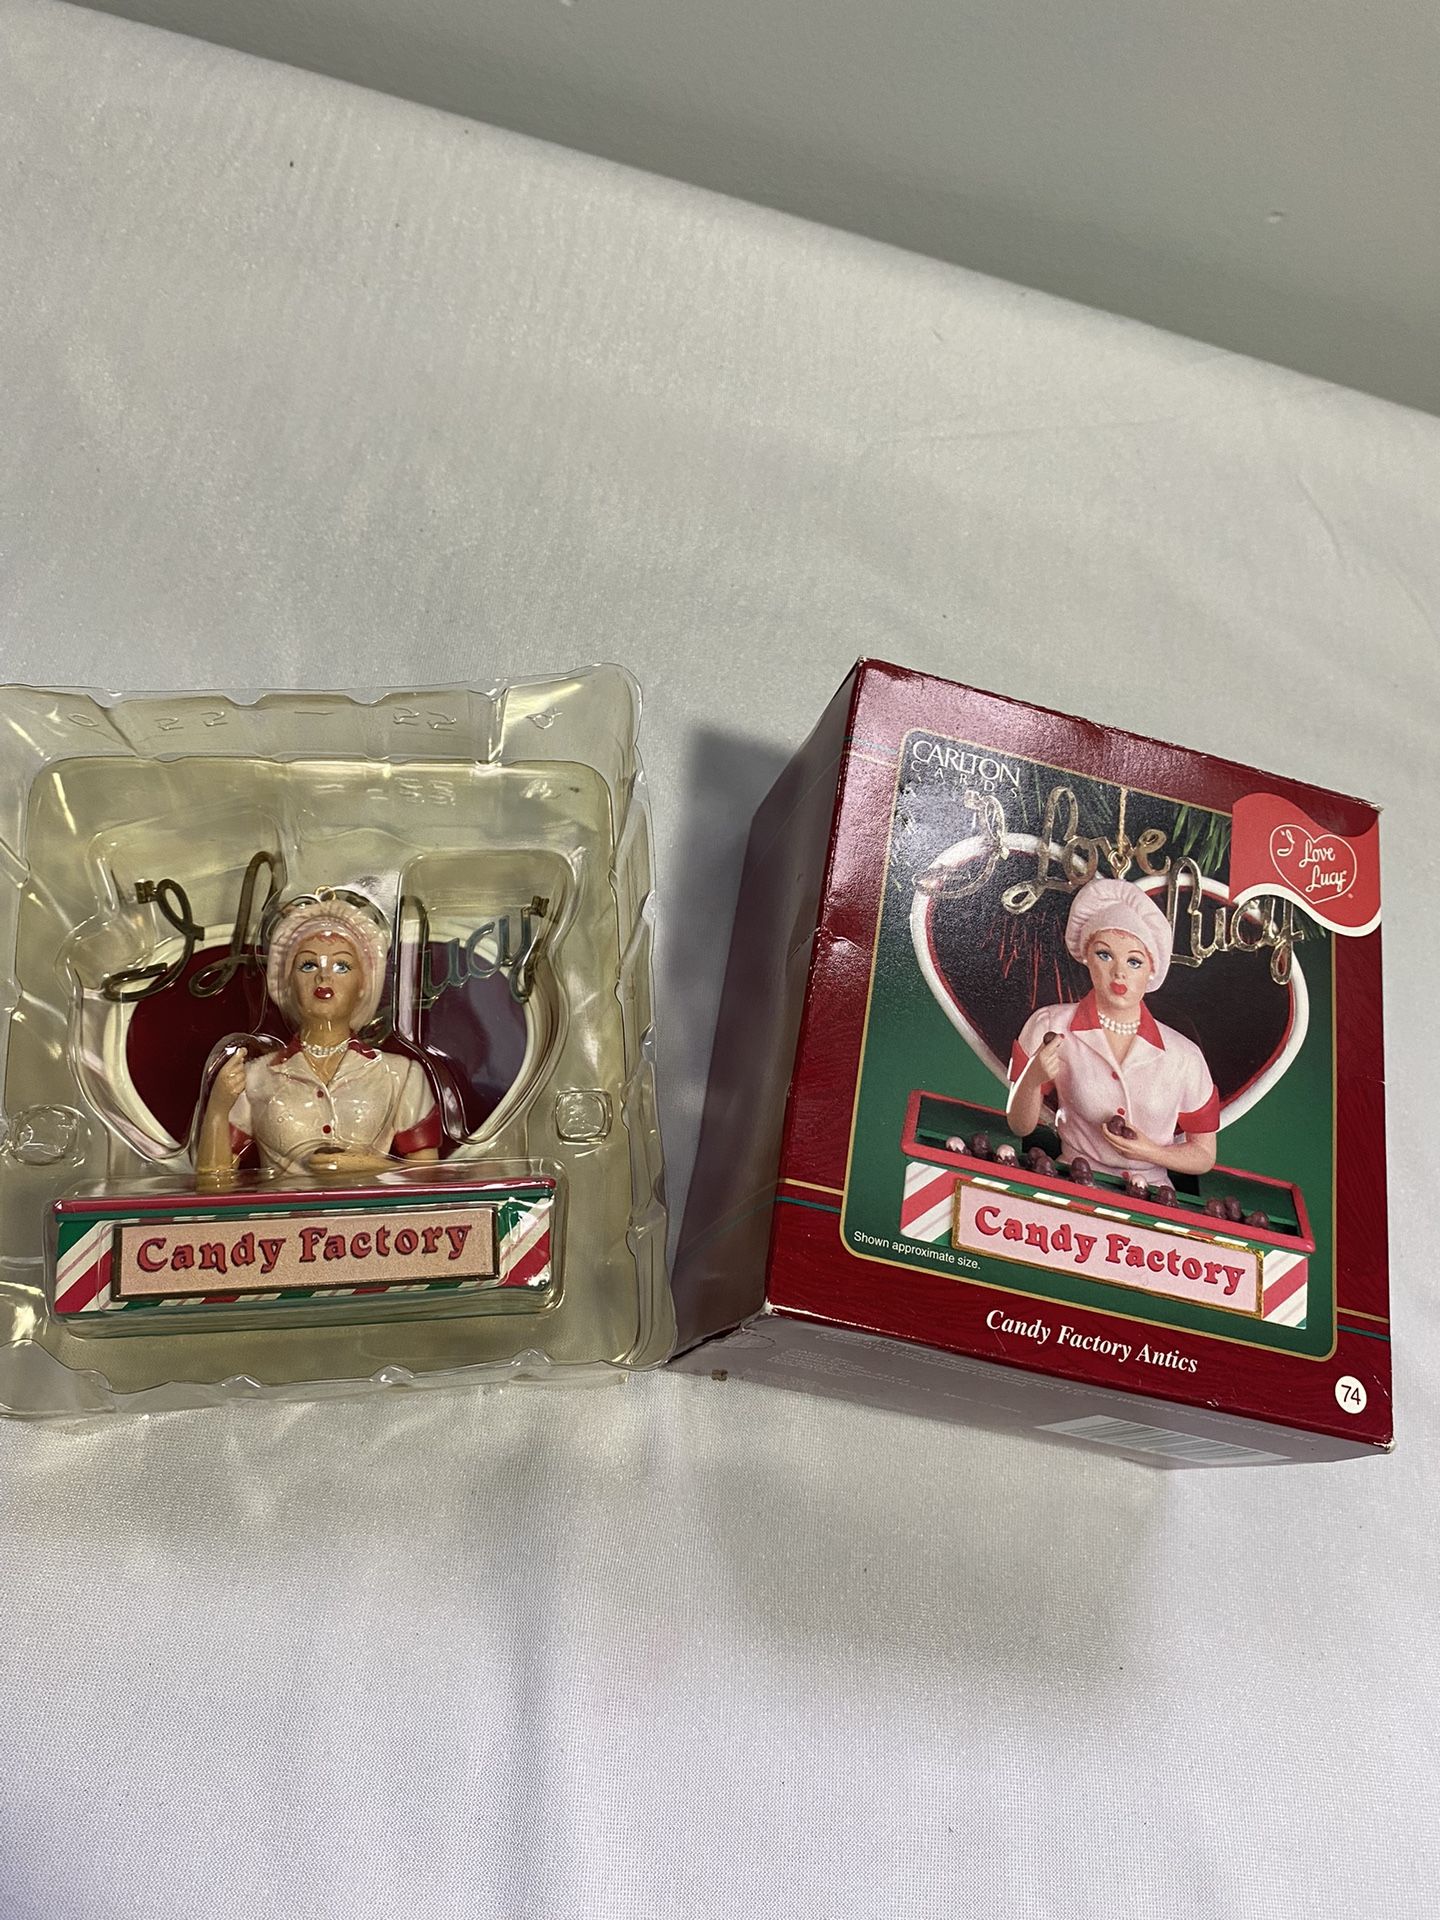 I Love Lucy
Candy Factory
CARLTON
CARDS
I Love Lucy
I
Love
Lucy
®
Candy Factory
Shown approximate size.
Candy Factory Antics
74